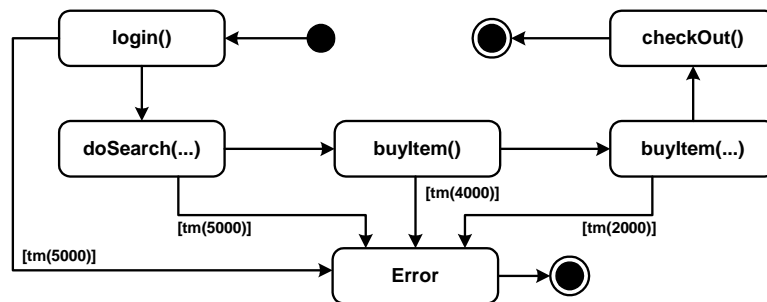 login()
checkOut()
doSearch(...)
buyItem()
buyItem(...)
[tm(4000)]
[tm(5000)]
[tm(2000)]
[tm(5000)]
Error